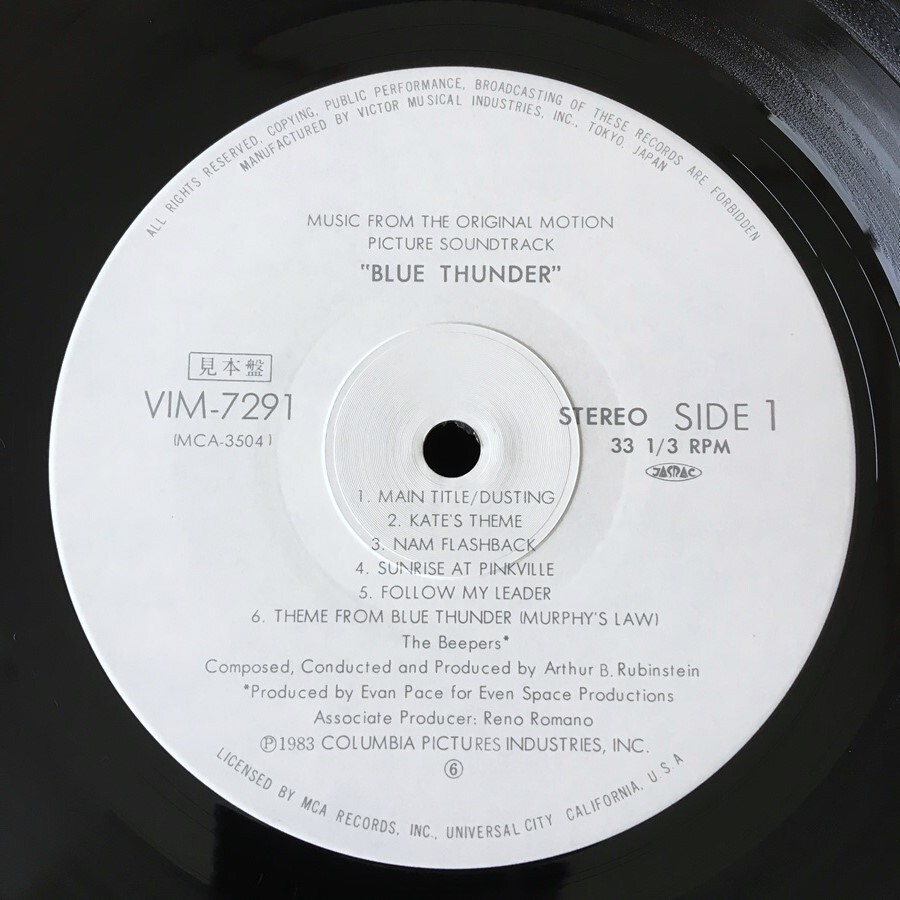 ALL RIGHTS RESERVED, COPYING, PUBLIC PERFORMANCE, BROADCASTING OF THESE RECORDS ARE FORBIDDEN
MANUFACTURED BY VICTOR MUSICAL INDUSTRIES, INC., TOKYO, JAPAN
MUSIC FROM THE ORIGINAL MOTION
PICTURE SOUNDTRACK
"BLUE THUNDER"
見本盤
VIM-7291
(MCA-3504)
STEREO SIDE 1
33 1/3 RPM
JASRAC
1. MAIN TITLE/DUSTING
2. KATE'S THEME
3. NAM FLASHBACK
4. SUNRISE AT PINKVILLE
5. FOLLOW MY LEADER
6. THEME FROM BLUE THUNDER (MURPHY'S LAW)
The Beepers*
Composed, Conducted and Produced by Arthur B. Rubinstein
*Produced by Evan Pace for Even Space Productions
Associate Producer: Reno Romano
Ⓟ1983 COLUMBIA PICTURES INDUSTRIES, INC.
⑥
LICENSED BY MCA RECORDS, INC., UNIVERSAL CITY CALIFORNIA, U.S.A